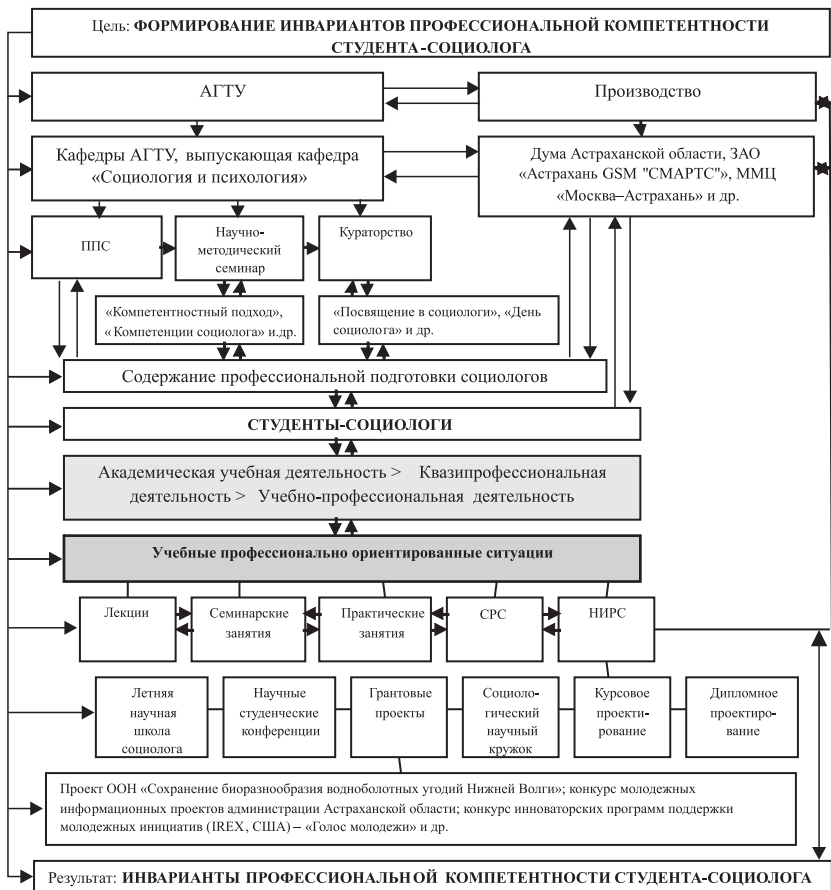 Цель: ФОРМИРОВАНИЕ ИНВАРИАНТОВ ПРОФЕССИОНАЛЬНОЙ КОМПЕТЕНТНОСТИ
СТУДЕНТА-СОЦИОЛОГА
АГТУ
Производство
Кафедры АГТУ, выпускающая кафедра
«Социология и психология»
Дума Астраханской области, ЗАО
«Астрахань GSM "СМАРТС"», ММЦ
«Москва–Астрахань» и др.
ППС
Научно-
методический
семинар
Кураторство
«Компетентностный подход»,
«Компетенции социолога» и.др.
«Посвящение в социологи», «День
социолога» и др.
Содержание профессиональной подготовки социологов
СТУДЕНТЫ-СОЦИОЛОГИ
Академическая учебная деятельность > Квазипрофессиональная
деятельность > Учебно-профессиональная деятельность
Учебные профессионально ориентированные ситуации
Лекции
Семинарские
занятия
Практические
занятия
СРС
НИРС
Летняя
научная
школа
социолога
Научные
студенческие
конференции
Грантовые
проекты
Социоло-
гический
научный
кружок
Курсовое
проекти-
рование
Дипломное
проектиро-
вание
Проект ООН «Сохранение биоразнообразия водноболотных угодий Нижней Волги»; конкурс молодежных
информационных проектов администрации Астраханской области; конкурс инноваторских программ поддержки
молодежных инициатив (IREX, США) – «Голос молодежи» и др.
Результат: ИНВАРИАНТЫ ПРОФЕССИОНАЛЬНОЙ КОМПЕТЕНТНОСТИ СТУДЕНТА-СОЦИОЛОГА